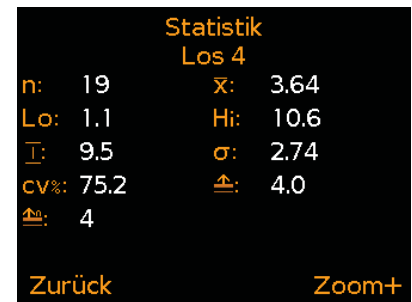 Statistik
Los 4
n: 19 x̅: 3.64
Lo: 1.1 Hi: 10.6
⌶: 9.5 σ: 2.74
cv%: 75.2 ≙: 4.0
≙n: 4
Zurück Zoom+